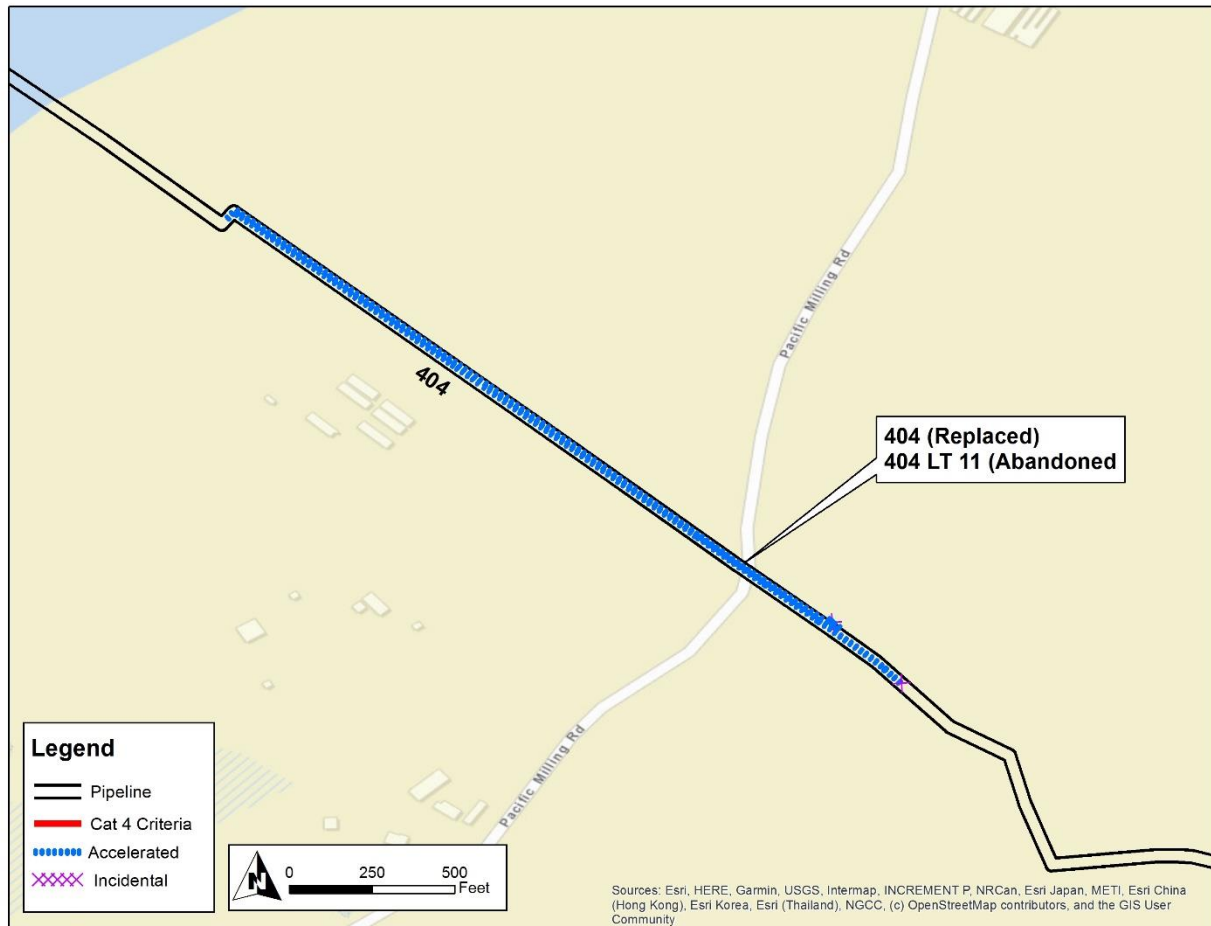 Pacific Milling Rd
404
404 (Replaced)
404 LT 11 (Abandoned
Pacific Milling Rd
Legend
Pipeline
Cat 4 Criteria
Accelerated
Incidental
N
0 250 500
Feet
Sources: Esri, HERE, Garmin, USGS, Intermap, INCREMENT P, NRCan, Esri Japan, METI, Esri China
(Hong Kong), Esri Korea, Esri (Thailand), NGCC, (c) OpenStreetMap contributors, and the GIS User
Community